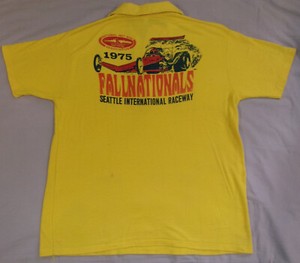 1975
FALLNATIONALS
SEATTLE INTERNATIONAL RACEWAY